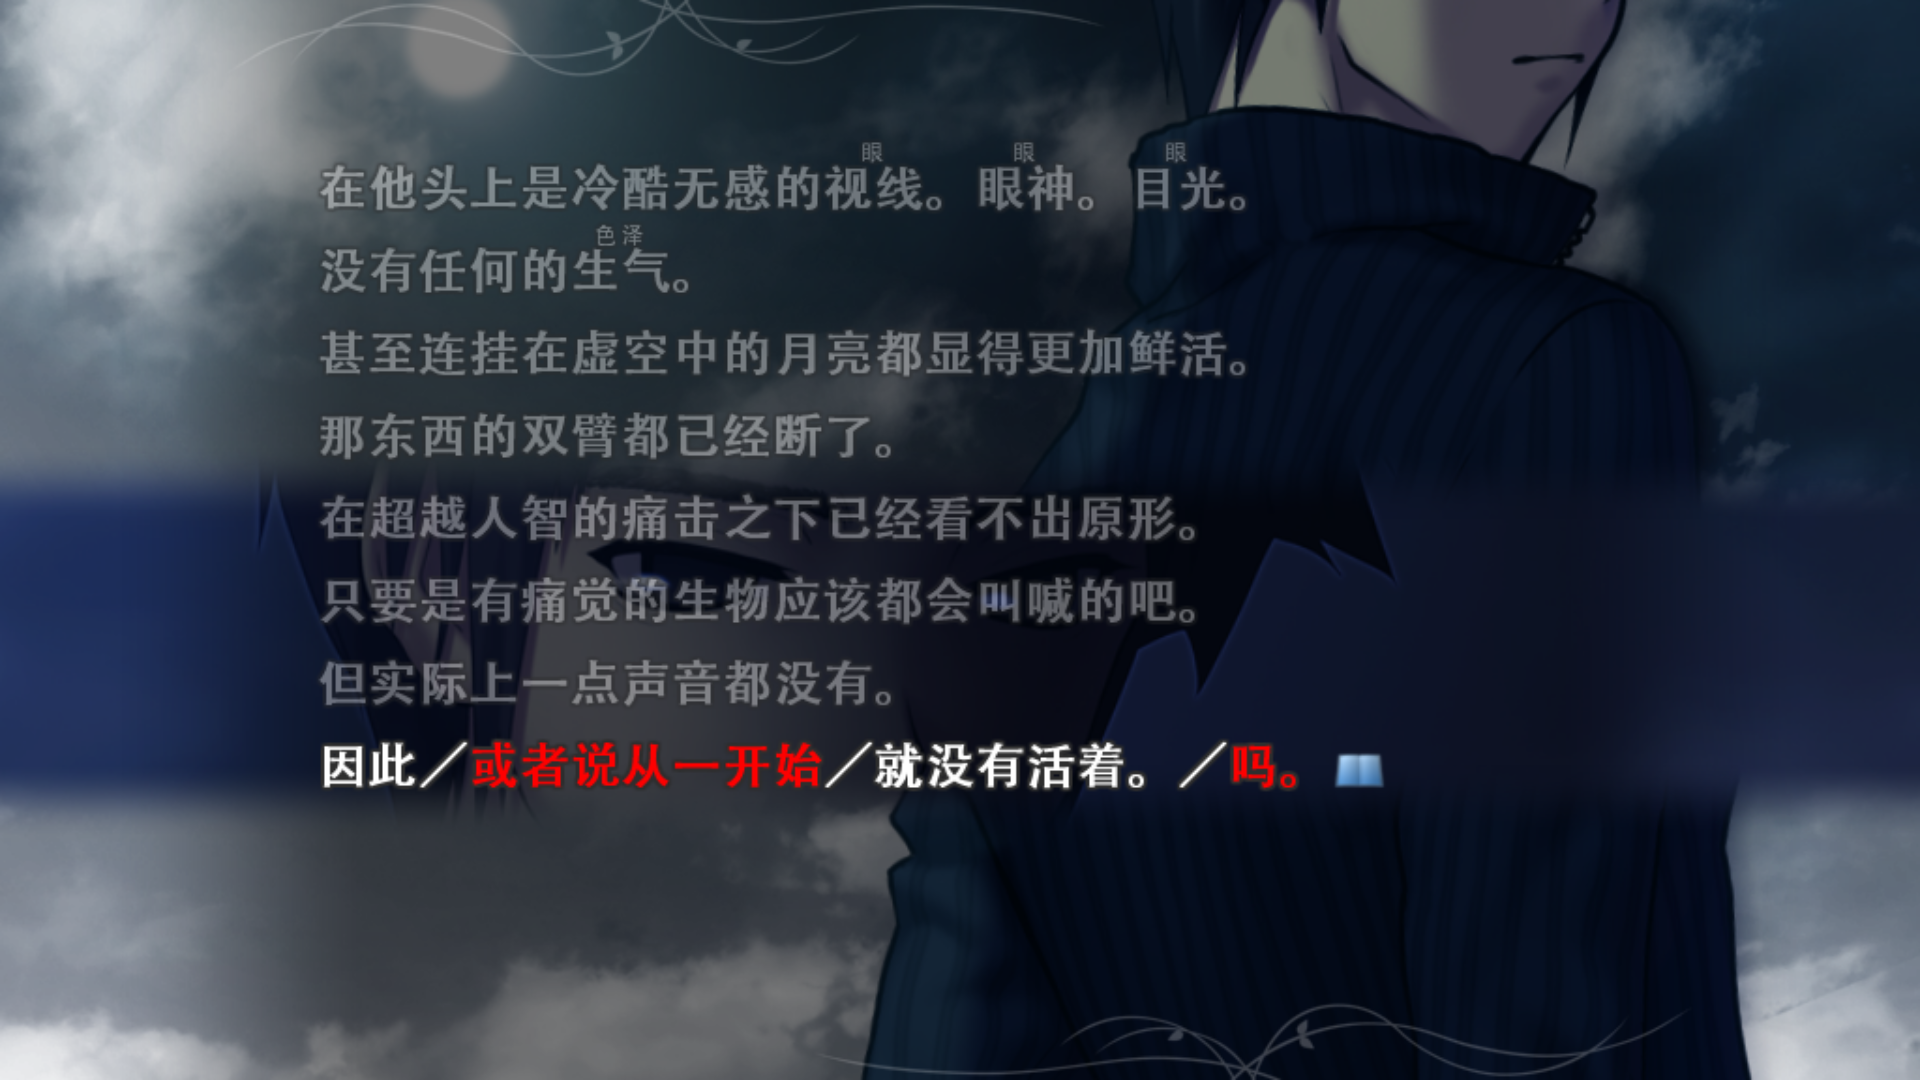 在他头上是冷酷无感的视线。眼神。目光。
眼 眼 眼
没有任何的生气。
色泽
甚至连挂在虚空中的月亮都显得更加鲜活。
那东西的双臂都已经断了。
在超越人智的痛击之下已经看不出原形。
只要是有痛觉的生物应该都会叫喊的吧。
但实际上一点声音都没有。
因此／或者说从一开始／就没有活着。／吗。